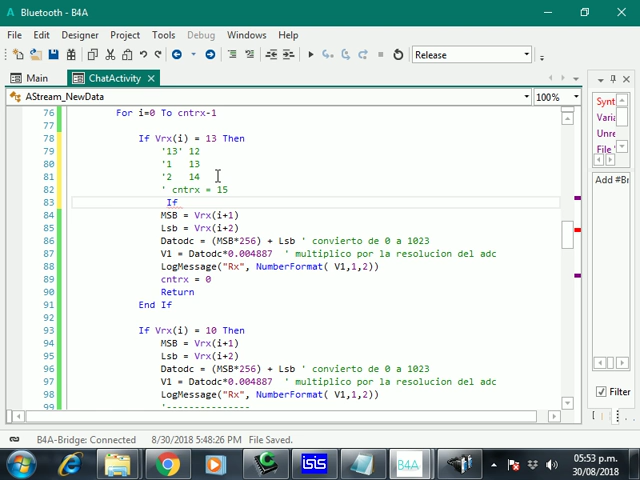 Bluetooth - B4A
File Edit Designer Project Tools Debug Windows Help
Release
Main ChatActivity
AStream_NewData 100%
76 For i=0 To cntrx-1
77
78 If Vrx(i) = 13 Then
79 '13' 12
80 '1 13
81 '2 14
82 ' cntrx = 15
83 If
84 MSB = Vrx(i+1)
85 Lsb = Vrx(i+2)
86 Datodc = (MSB*256) + Lsb ' convierto de 0 a 1023
87 V1 = Datodc*0.004887 ' multiplico por la resolucion del adc
88 LogMessage("Rx", NumberFormat( V1,1,2))
89 cntrx = 0
90 Return
91 End If
92
93 If Vrx(i) = 10 Then
94 MSB = Vrx(i+1)
95 Lsb = Vrx(i+2)
96 Datodc = (MSB*256) + Lsb ' convierto de 0 a 1023
97 V1 = Datodc*0.004887 ' multiplico por la resolucion del adc
98 LogMessage("Rx", NumberFormat( V1,1,2))
99 '---------------
Synt
Varia
Unre
File '
Add #Br
Filter
B4A-Bridge: Connected 8/30/2018 5:48:26 PM File Saved.
isis
B4A
05:53 p.m.
30/08/2018